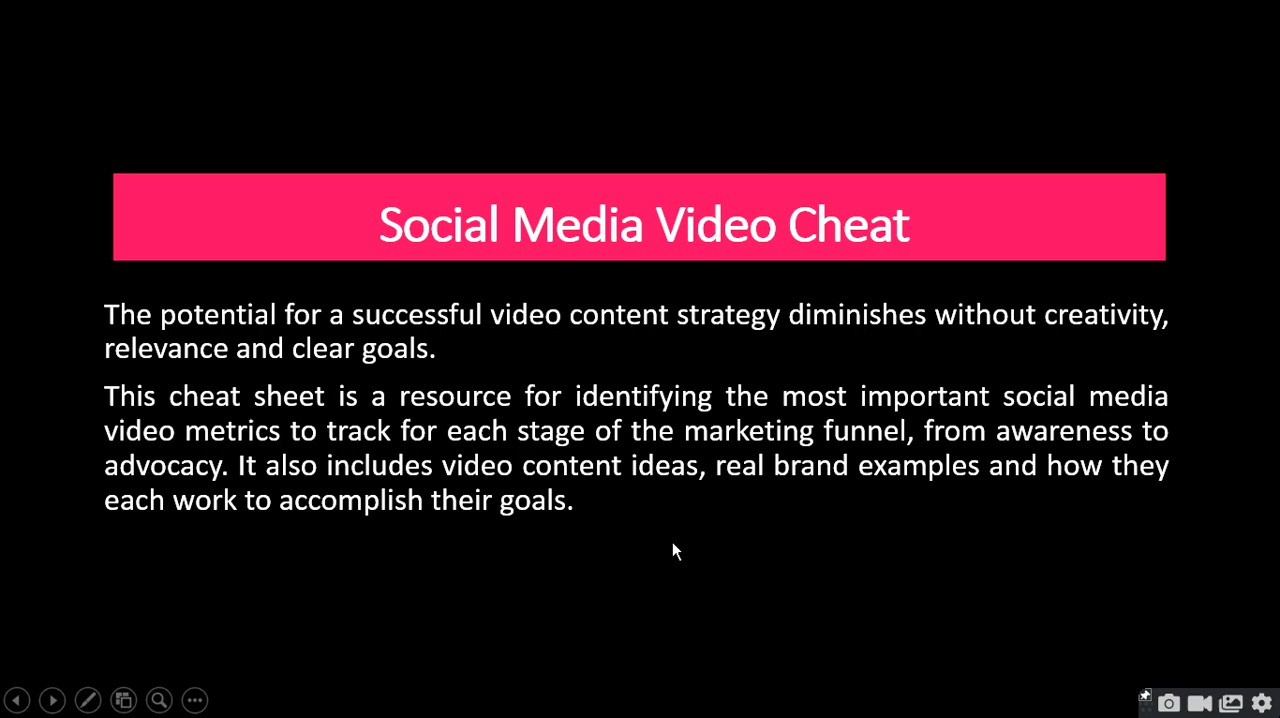 Social Media Video Cheat
The potential for a successful video content strategy diminishes without creativity,
relevance and clear goals.
This cheat sheet is a resource for identifying the most important social media
video metrics to track for each stage of the marketing funnel, from awareness to
advocacy. It also includes video content ideas, real brand examples and how they
each work to accomplish their goals.